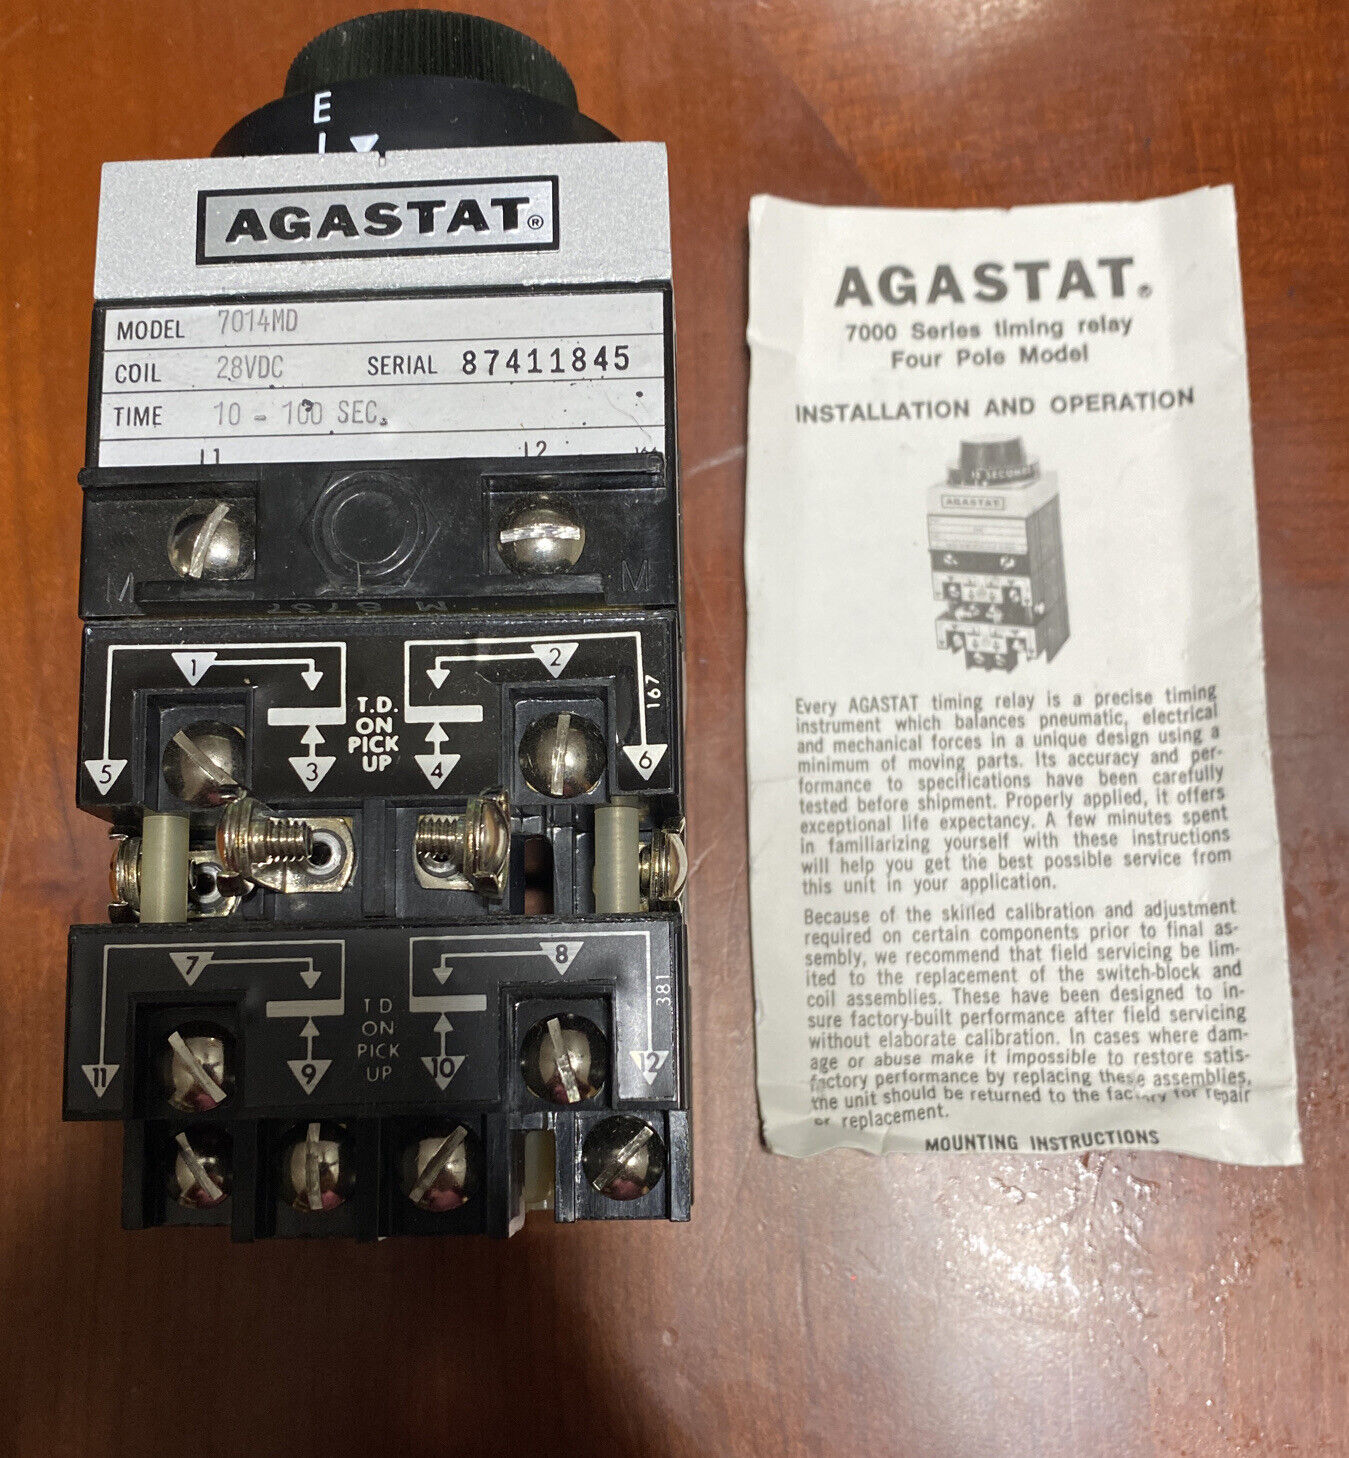 E
AGASTAT®
MODEL 7014MD
COIL 28VDC SERIAL 87411845
TIME 10 - 100 SEC.
L1 L2
M M
1 2
T.D.
ON
PICK
UP
5 3 4 6
167
7 8
T D
ON
PICK
UP
11 9 10 12
381
AGASTAT®
7000 Series timing relay
Four Pole Model
INSTALLATION AND OPERATION
AGASTAT
Every AGASTAT timing relay is a precise timing
instrument which balances pneumatic, electrical
and mechanical forces in a unique design using a
minimum of moving parts. Its accuracy and per-
formance to specifications have been carefully
tested before shipment. Properly applied, it offers
exceptional life expectancy. A few minutes spent
in familiarizing yourself with these instructions
will help you get the best possible service from
this unit in your application.
Because of the skilled calibration and adjustment
required on certain components prior to final as-
sembly, we recommend that field servicing be lim-
ited to the replacement of the switch-block and
coil assemblies. These have been designed to in-
sure factory-built performance after field servicing
without elaborate calibration. In cases where dam-
age or abuse make it impossible to restore satis-
factory performance by replacing these assemblies,
the unit should be returned to the factory for repair
or replacement.
MOUNTING INSTRUCTIONS